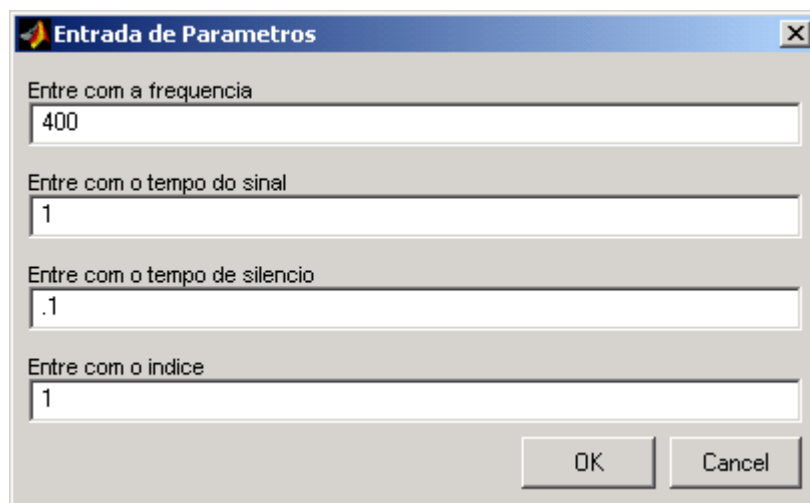 Entrada de Parametros
Entre com a frequencia
400
Entre com o tempo do sinal
1
Entre com o tempo de silencio
.1
Entre com o indice
1
OK Cancel